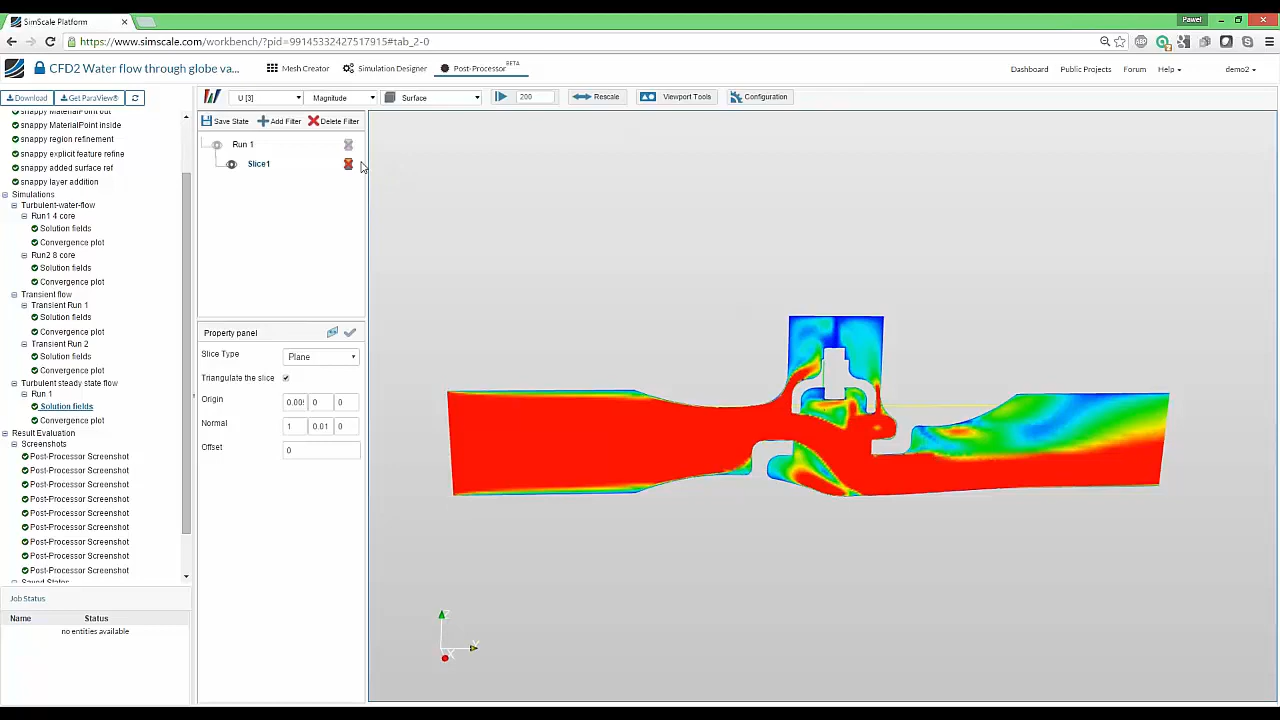 SimScale Platform
Pawel
https://www.simscale.com/workbench/?pid=99145332427517915#tab_2-0
CFD2 Water flow through globe va...
Mesh Creator
Simulation Designer
Post-Processor BETA
Dashboard
Public Projects
Forum
Help
demo2
Download
Get ParaView®
U [3]
Magnitude
Surface
200
Rescale
Viewport Tools
Configuration
snappy MaterialPoint out
snappy MaterialPoint inside
snappy region refinement
snappy explicit feature refine
snappy added surface ref
snappy layer addition
Simulations
Turbulent-water-flow
Run1 4 core
Solution fields
Convergence plot
Run2 8 core
Solution fields
Convergence plot
Transient flow
Transient Run 1
Solution fields
Convergence plot
Transient Run 2
Solution fields
Convergence plot
Turbulent steady state flow
Run 1
Solution fields
Convergence plot
Result Evaluation
Screenshots
Post-Processor Screenshot
Post-Processor Screenshot
Post-Processor Screenshot
Post-Processor Screenshot
Post-Processor Screenshot
Post-Processor Screenshot
Post-Processor Screenshot
Post-Processor Screenshot
Post-Processor Screenshot
Saved States
Job Status
Name Status
no entities available
Save State
Add Filter
Delete Filter
Run 1
Slice1
Property panel
Slice Type
Plane
Triangulate the slice
Origin
0.00 0 0
Normal
1 0.01 0
Offset
0
Z
Y
X